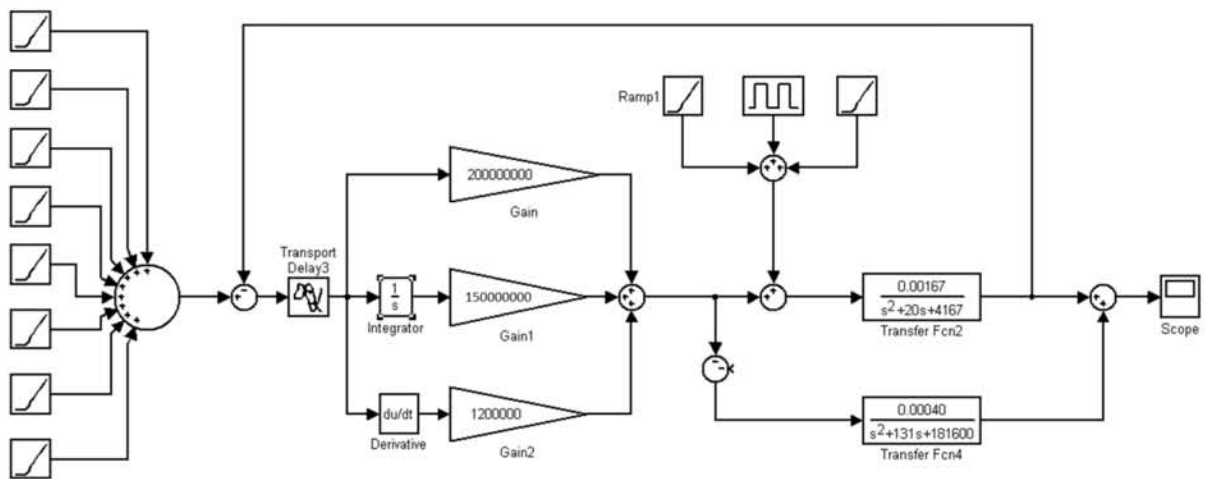 Ramp1
200000000
Gain
Transport
Delay3
1
s
Integrator
150000000
Gain1
du/dt
Derivative
1200000
Gain2
0.00167
s²+20s+4167
Transfer Fcn2
Scope
0.00040
s²+131s+181600
Transfer Fcn4